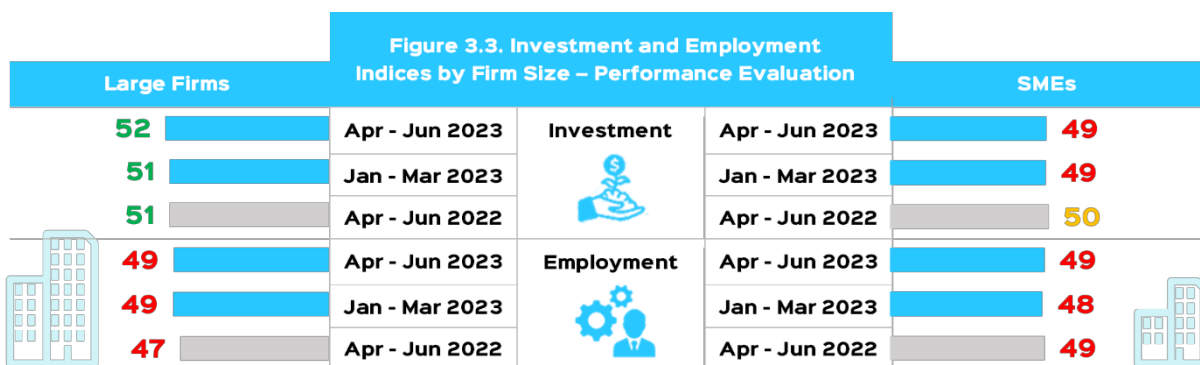 Figure 3.3. Investment and Employment
Indices by Firm Size – Performance Evaluation
Large Firms
SMEs
52 Apr - Jun 2023 Investment Apr - Jun 2023 49
51 Jan - Mar 2023 Jan - Mar 2023 49
$
51 Apr - Jun 2022 Apr - Jun 2022 50
49 Apr - Jun 2023 Employment Apr - Jun 2023 49
49 Jan - Mar 2023 Jan - Mar 2023 48
47 Apr - Jun 2022 Apr - Jun 2022 49